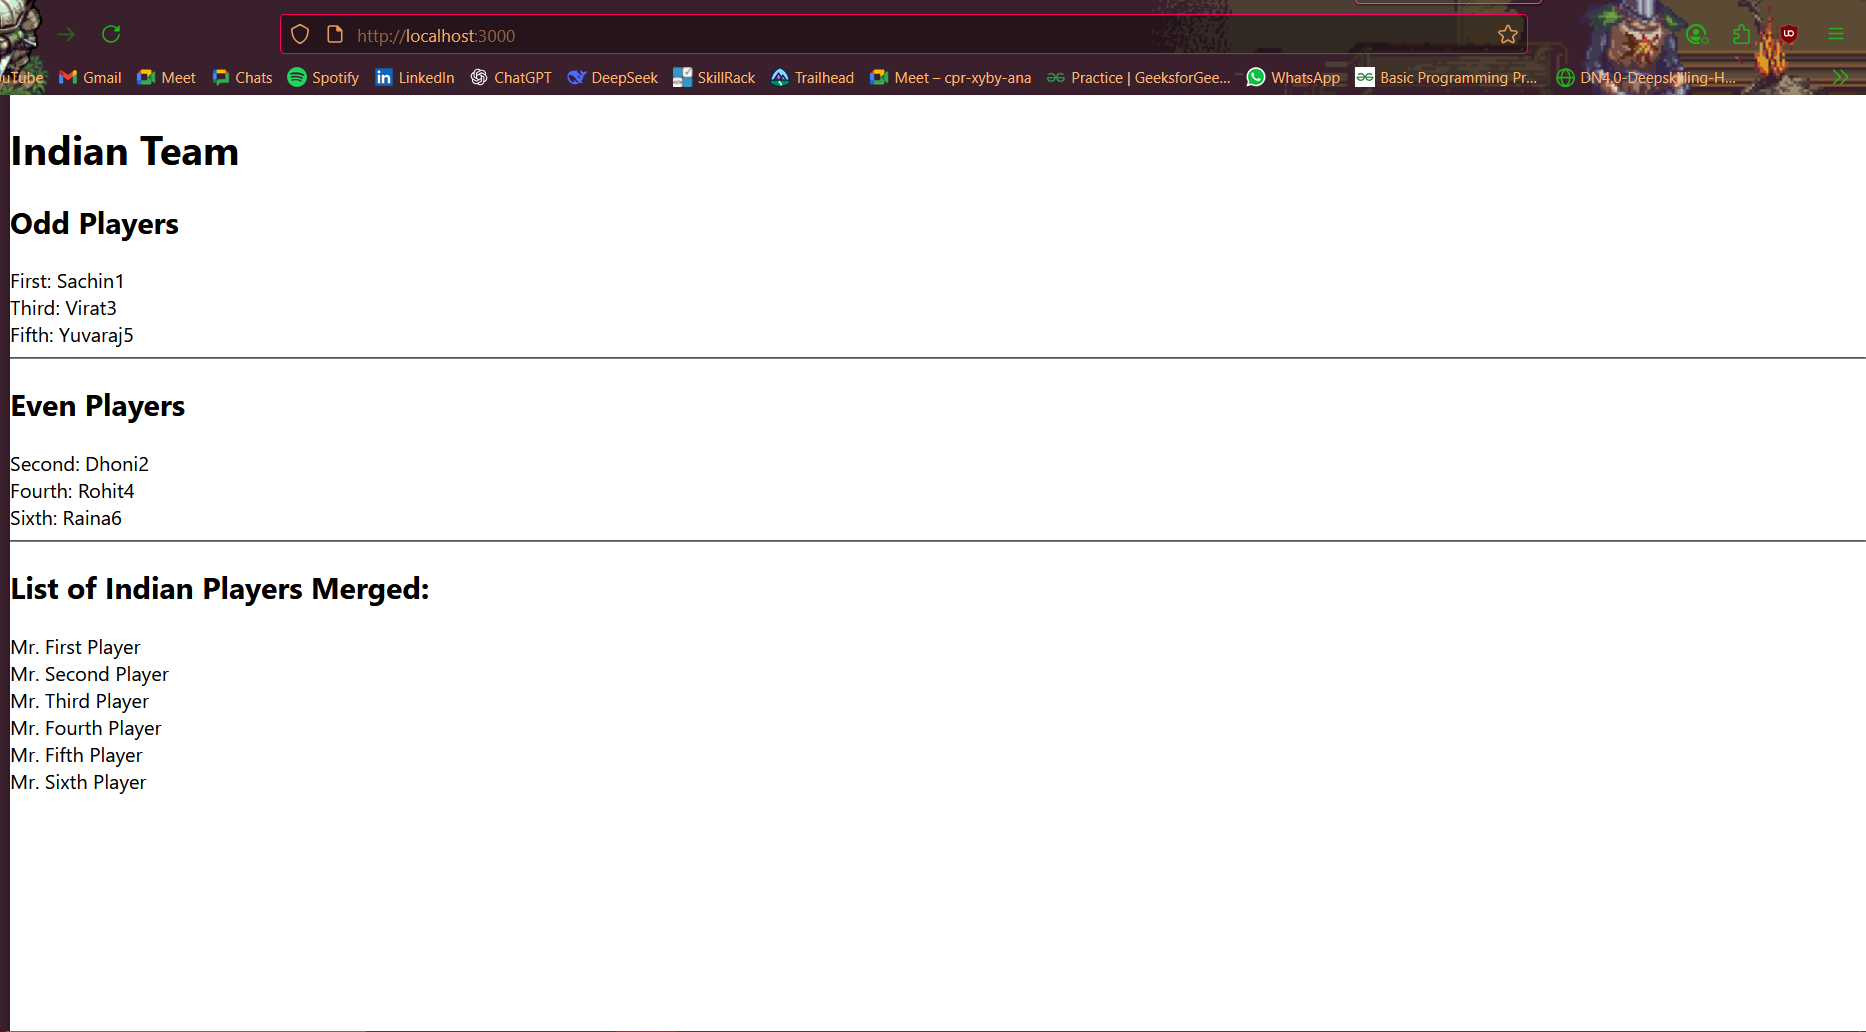 http://localhost:3000
uTube Gmail Meet Chats Spotify LinkedIn ChatGPT DeepSeek SkillRack Trailhead Meet – cpr-xyby-ana Practice | GeeksforGee... WhatsApp Basic Programming Pr... DN4.0-Deepskilling-H...
Indian Team
Odd Players
First: Sachin1
Third: Virat3
Fifth: Yuvaraj5
Even Players
Second: Dhoni2
Fourth: Rohit4
Sixth: Raina6
List of Indian Players Merged:
Mr. First Player
Mr. Second Player
Mr. Third Player
Mr. Fourth Player
Mr. Fifth Player
Mr. Sixth Player